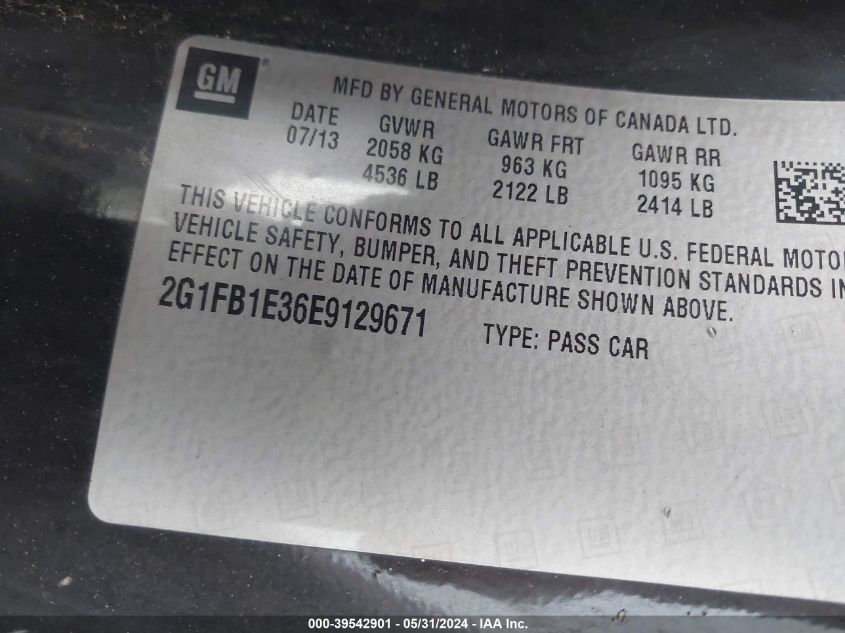 GM
MFD BY GENERAL MOTORS OF CANADA LTD.
DATE GVWR GAWR FRT GAWR RR
07/13 2058 KG 963 KG 1095 KG
4536 LB 2122 LB 2414 LB
THIS VEHICLE CONFORMS TO ALL APPLICABLE U.S. FEDERAL MOTO
VEHICLE SAFETY, BUMPER, AND THEFT PREVENTION STANDARDS IN
EFFECT ON THE DATE OF MANUFACTURE SHOWN ABOVE.
2G1FB1E36E9129671 TYPE: PASS CAR
000-39542901 - 05/31/2024 - IAA Inc.